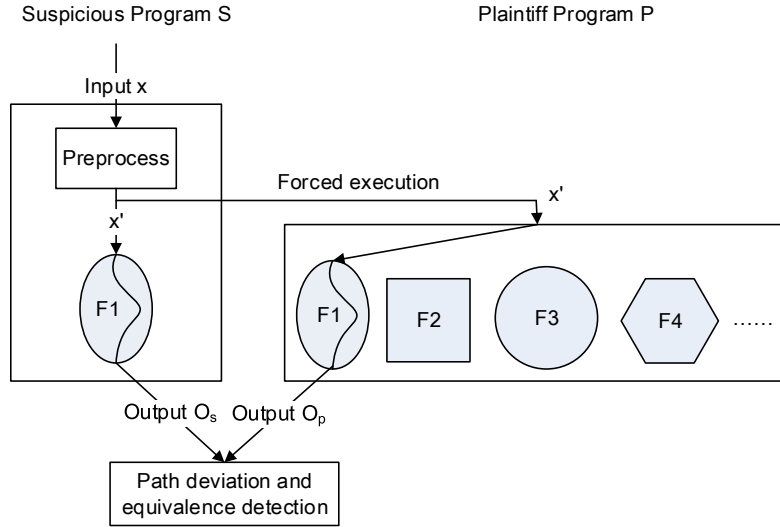 Suspicious Program S
Plaintiff Program P
Input x
Preprocess
Forced execution
x'
x'
F1
F1
F2
F3
F4
......
Output Os
Output Op
Path deviation and
equivalence detection